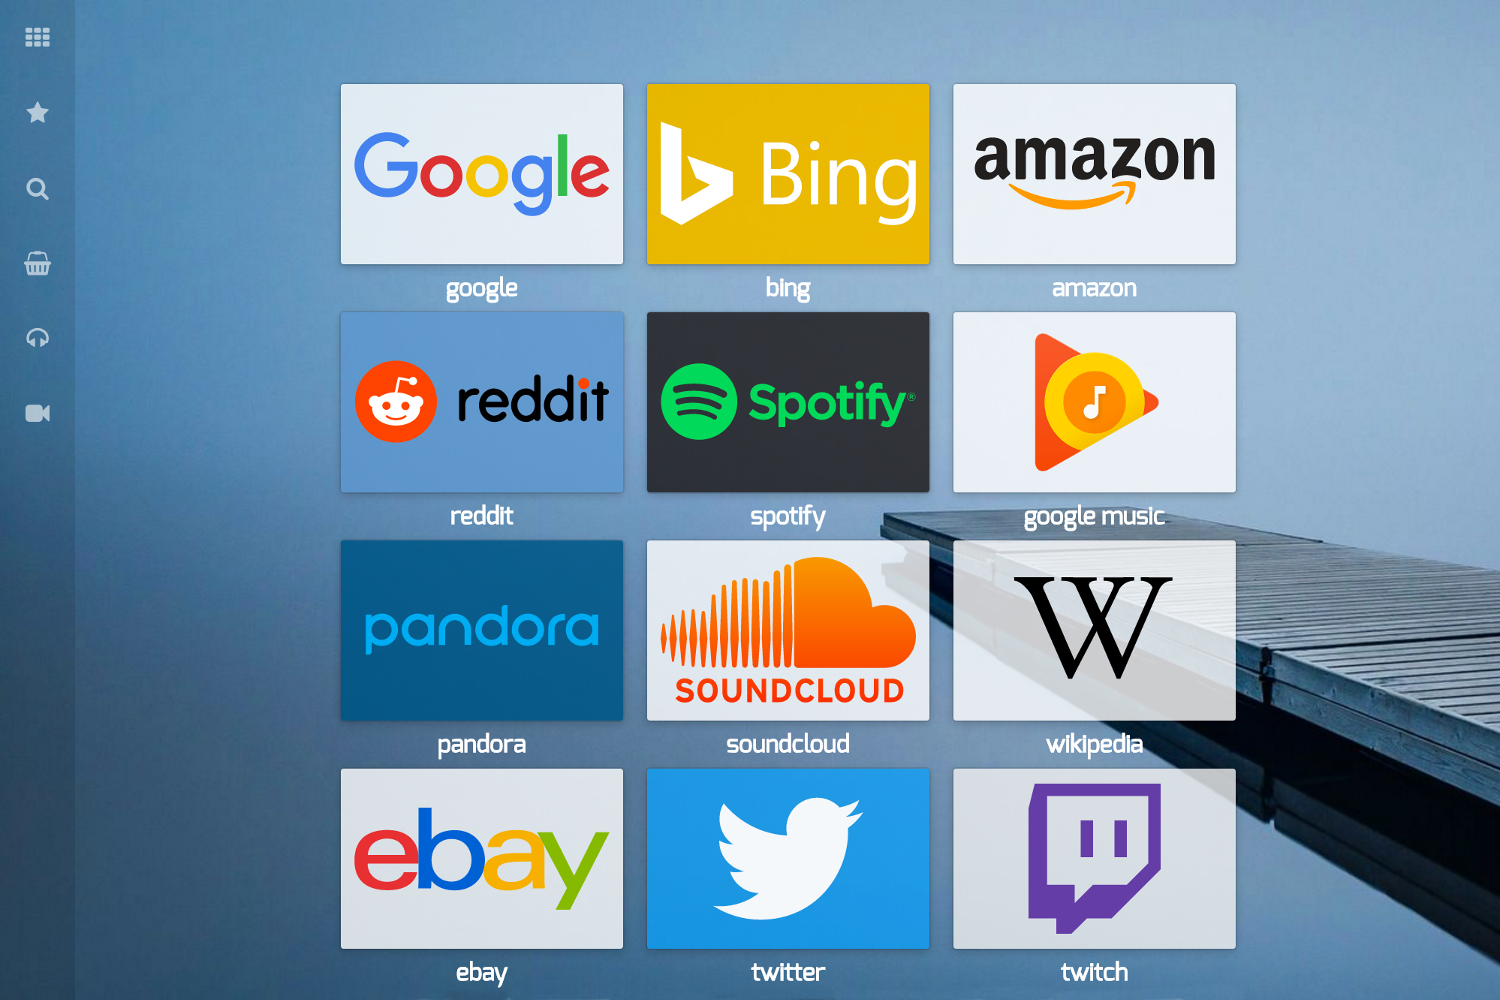 Google
Bing
amazon
google
bing
amazon
reddit
Spotify®
reddit
spotify
google music
pandora
SOUNDCLOUD
W
pandora
soundcloud
wikipedia
ebay
ebay
twitter
twitch